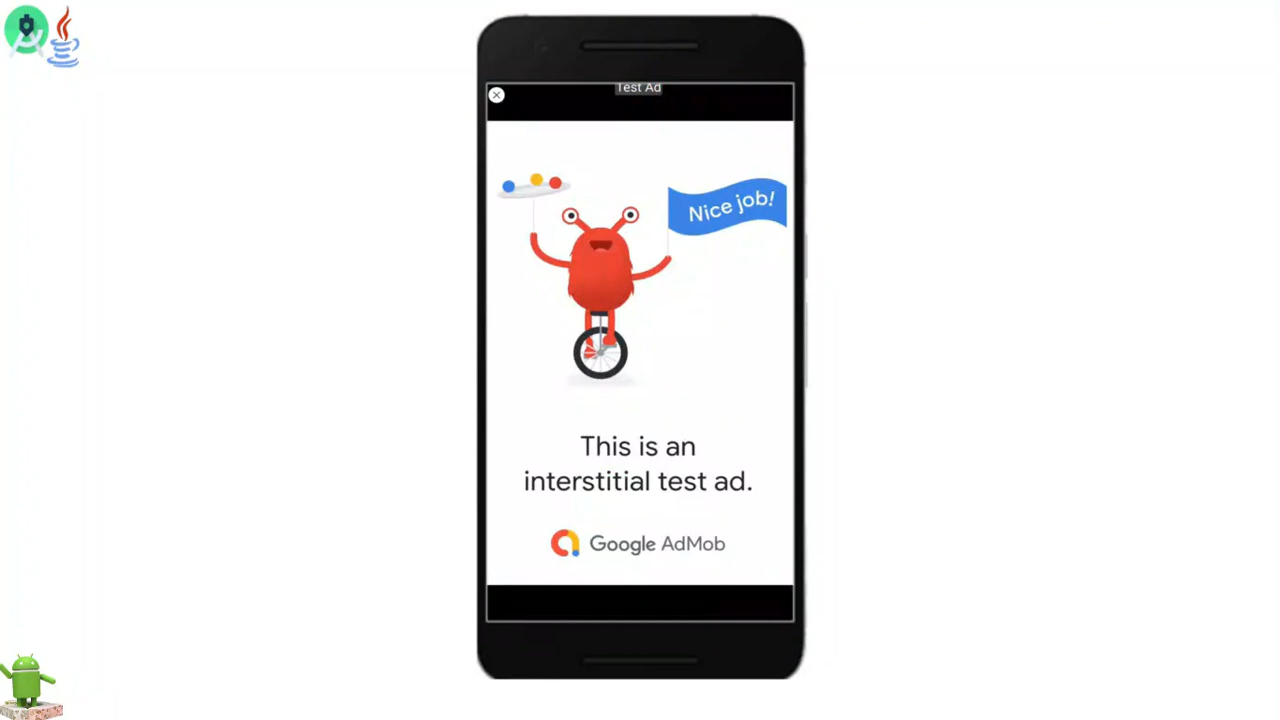 Test Ad
Nice job!
This is an
interstitial test ad.
Google AdMob